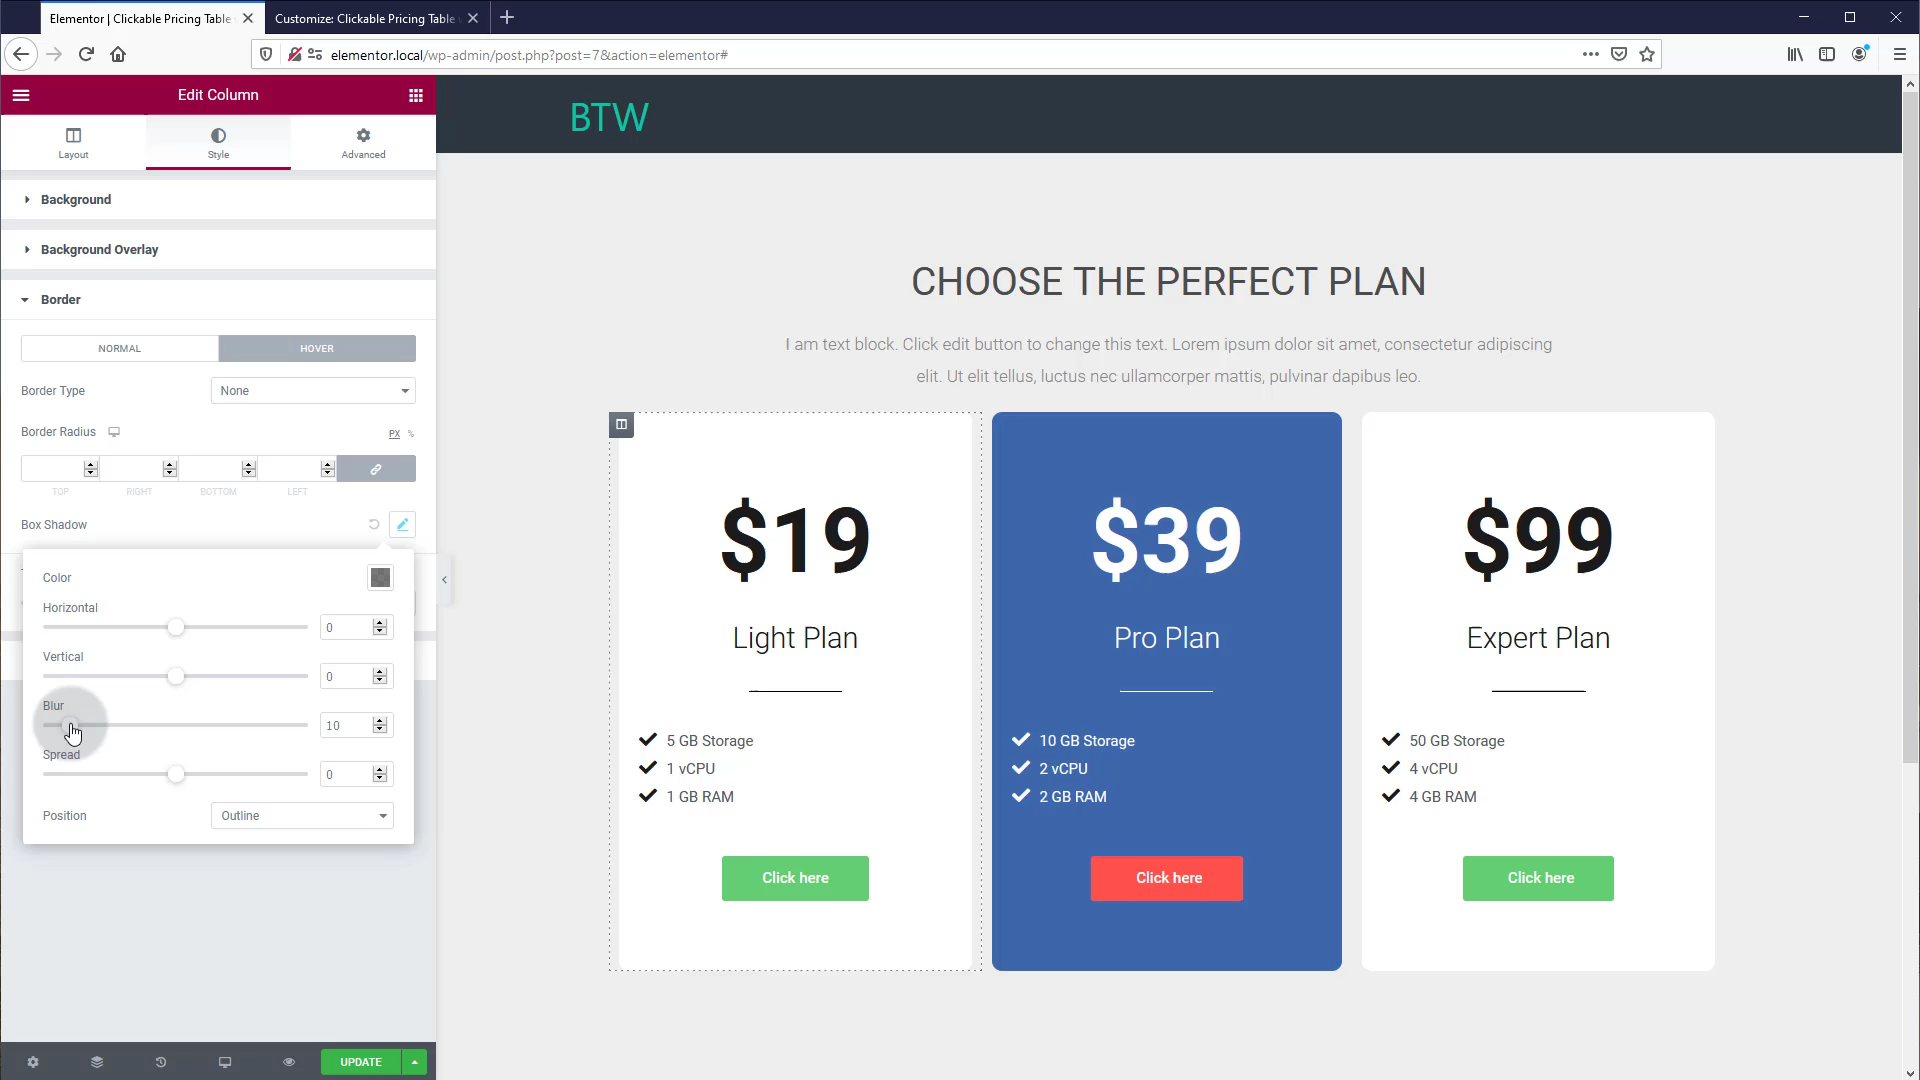 Elementor | Clickable Pricing Table
Customize: Clickable Pricing Table
elementor.local/wp-admin/post.php?post=7&action=elementor#
Edit Column
Layout
Style
Advanced
Background
Background Overlay
Border
NORMAL
HOVER
Border Type
None
Border Radius
PX
%
TOP
RIGHT
BOTTOM
LEFT
Box Shadow
Color
Horizontal
0
Vertical
0
Blur
10
Spread
0
Position
Outline
UPDATE
BTW
CHOOSE THE PERFECT PLAN
I am text block. Click edit button to change this text. Lorem ipsum dolor sit amet, consectetur adipiscing
elit. Ut elit tellus, luctus nec ullamcorper mattis, pulvinar dapibus leo.
$19
Light Plan
5 GB Storage
1 vCPU
1 GB RAM
Click here
$39
Pro Plan
10 GB Storage
2 vCPU
2 GB RAM
Click here
$99
Expert Plan
50 GB Storage
4 vCPU
4 GB RAM
Click here